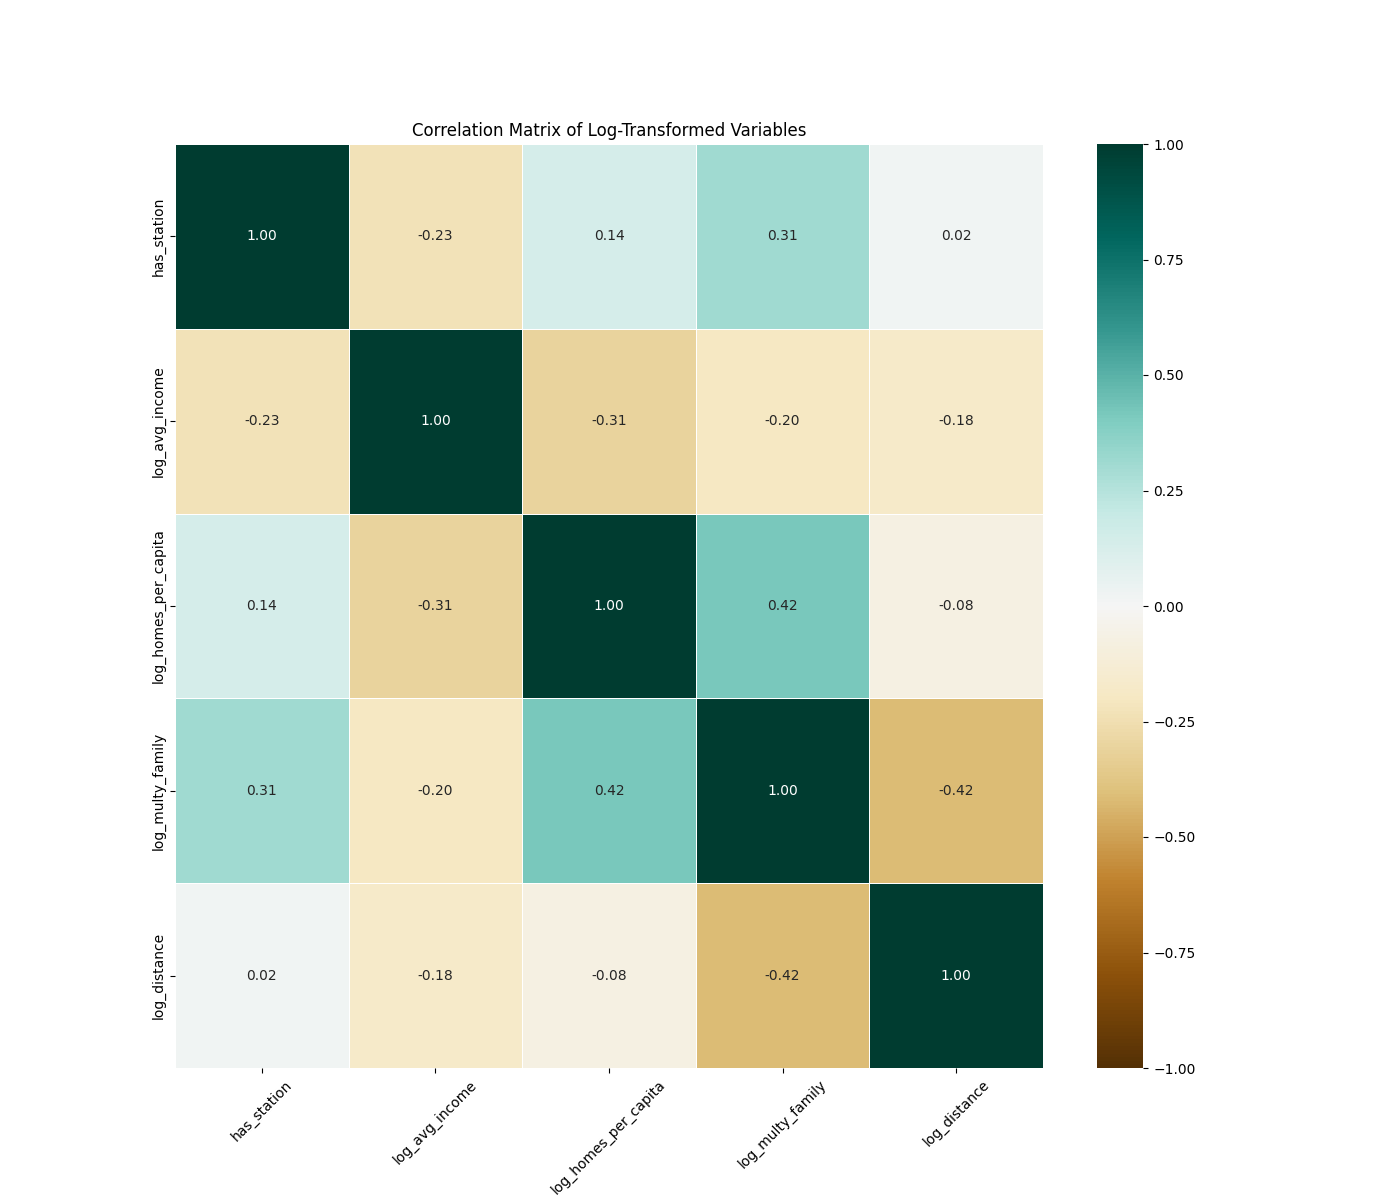 Correlation Matrix of Log-Transformed Variables
has_station 1.00 -0.23 0.14 0.31 0.02
log_avg_income -0.23 1.00 -0.31 -0.20 -0.18
log_homes_per_capita 0.14 -0.31 1.00 0.42 -0.08
log_multy_family 0.31 -0.20 0.42 1.00 -0.42
log_distance 0.02 -0.18 -0.08 -0.42 1.00
has_station log_avg_income log_homes_per_capita log_multy_family log_distance
1.00
0.75
0.50
0.25
0.00
−0.25
−0.50
−0.75
−1.00